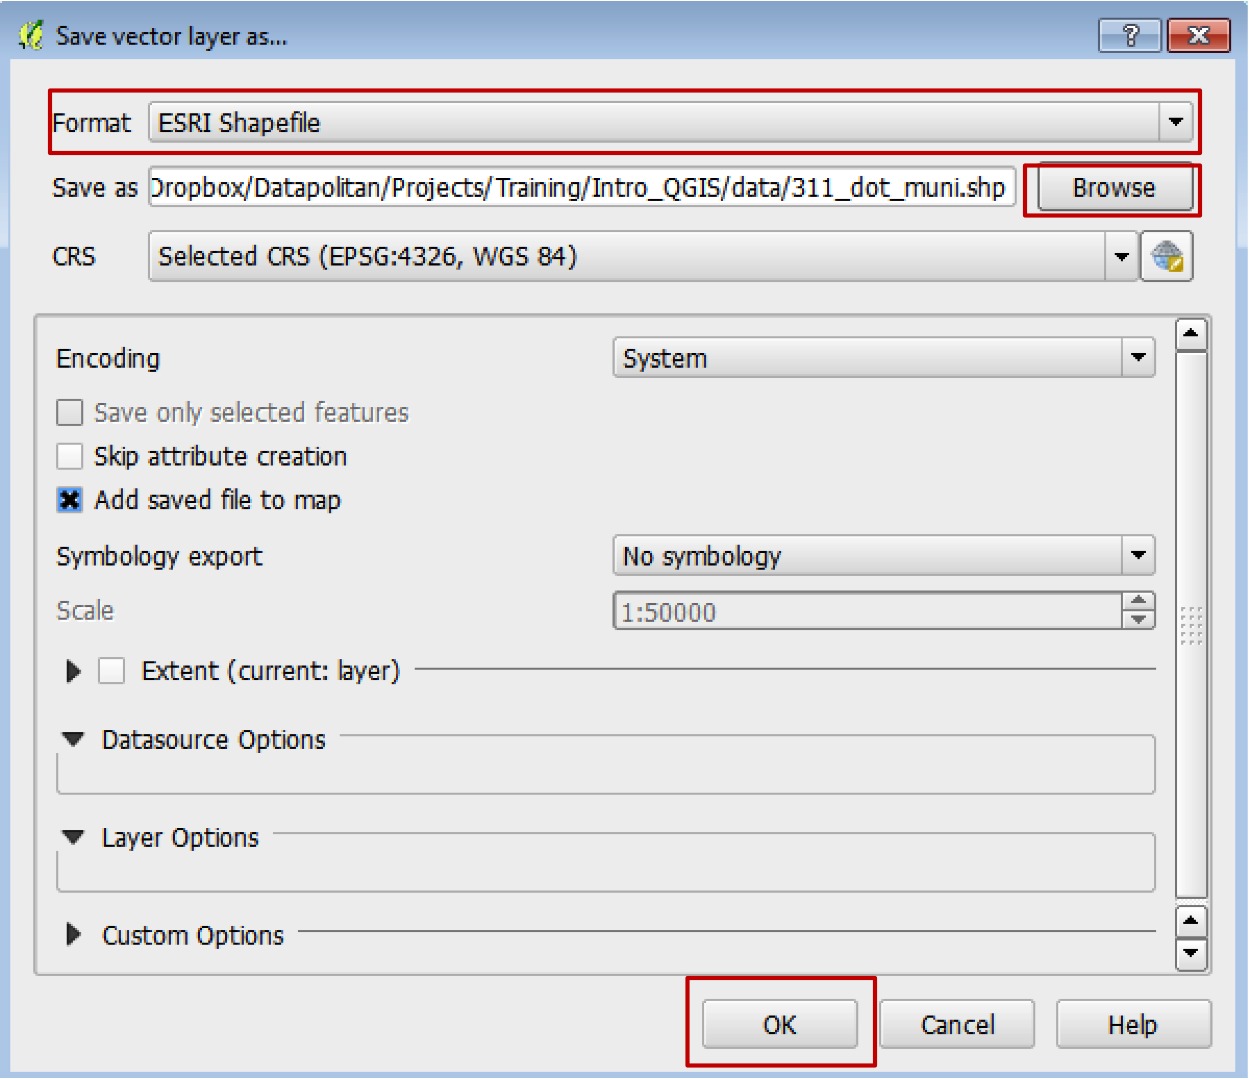 Save vector layer as...
Format ESRI Shapefile
Save as Dropbox/Datapolitan/Projects/Training/Intro_QGIS/data/311_dot_muni.shp Browse
CRS Selected CRS (EPSG:4326, WGS 84)
Encoding System
Save only selected features
Skip attribute creation
Add saved file to map
Symbology export No symbology
Scale 1:50000
Extent (current: layer)
Datasource Options
Layer Options
Custom Options
OK Cancel Help